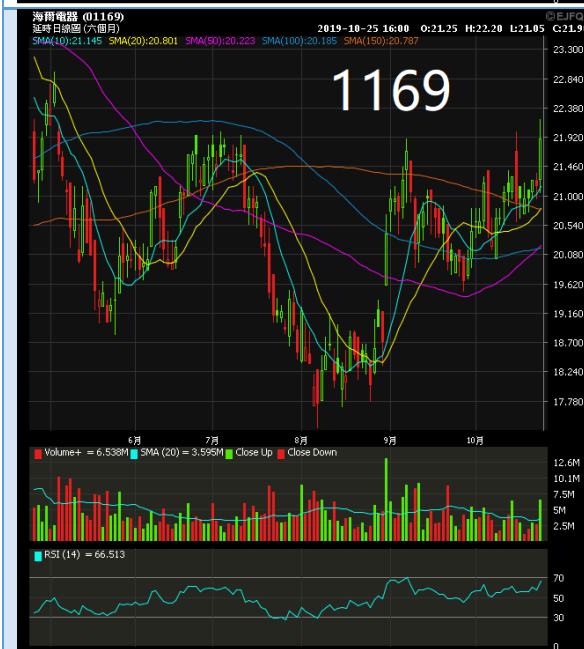 海爾電器 (01169)
©EJFQ
延時日線圖 (六個月)
2019-10-25 16:00 O:21.25 H:22.20 L:21.05 C:21.9
SMA(10):21.145 SMA(20):20.801 SMA(50):20.223 SMA(100):20.185 SMA(150):20.787
1169
23.300
22.840
22.380
21.920
21.460
21.000
20.540
20.080
19.620
19.160
18.700
18.240
17.780
6月 7月 8月 9月 10月
Volume+ = 6.538M SMA (20) = 3.595M Close Up Close Down
12.6M
10.1M
7.5M
5M
2.5M
RSI (14) = 66.513
70
50
30
0